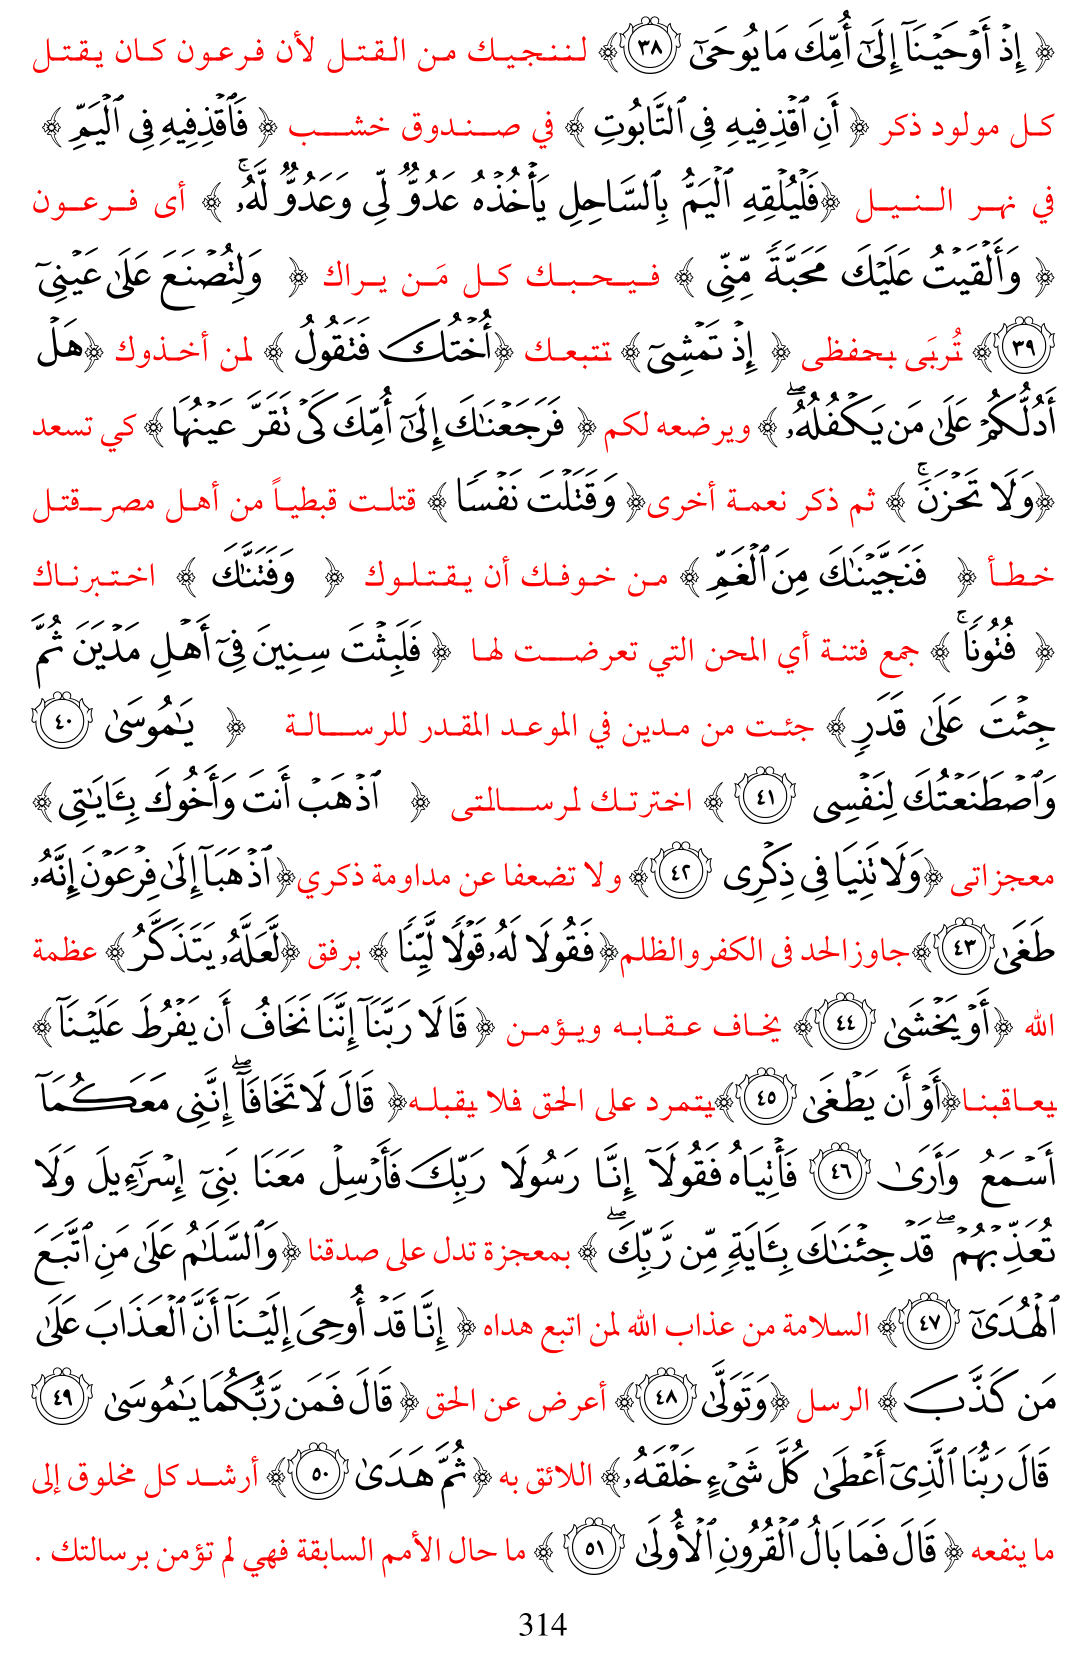 ﴿ إِذْ أَوْحَيْنَآ إِلَىٰٓ أُمِّكَ مَا يُوحَىٰٓ ٣٨ ﴾ لننجيك من القتل لأن فرعون كان يقتل
كل مولود ذكر ﴿ أَنِ ٱقْذِفِيهِ فِى ٱلتَّابُوتِ ﴾ في صندوق خشب ﴿ فَٱقْذِفِيهِ فِى ٱلْيَمِّ ﴾
في نهر النيل ﴿ فَلْيُلْقِهِ ٱلْيَمُّ بِٱلسَّاحِلِ يَأْخُذْهُ عَدُوٌّ لِّى وَعَدُوٌّ لَّهُۥ ۚ ﴾ أى فرعون
﴿ وَأَلْقَيْتُ عَلَيْكَ مَحَبَّةً مِّنِّى ﴾ فيحبك كل مَن يراك ﴿ وَلِتُصْنَعَ عَلَىٰ عَيْنِىٓ
٣٩ ﴾ تُربَى بحفظى ﴿ إِذْ تَمْشِىٓ ﴾ تتبعك ﴿ أُخْتُكَ فَتَقُولُ ﴾ لمن أخذوك ﴿ هَلْ
أَدُلُّكُمْ عَلَىٰ مَن يَكْفُلُهُۥ ۖ ﴾ ويرضعه لكم ﴿ فَرَجَعْنَٰكَ إِلَىٰٓ أُمِّكَ كَىْ تَقَرَّ عَيْنُهَا ﴾ كي تسعد
﴿ وَلَا تَحْزَنَ ۚ ﴾ ثم ذكر نعمة أخرى ﴿ وَقَتَلْتَ نَفْسًا ﴾ قتلت قبطياً من أهل مصر قتل
خطأ ﴿ فَنَجَّيْنَٰكَ مِنَ ٱلْغَمِّ ﴾ من خوفك أن يقتلوك ﴿ وَفَتَنَّٰكَ ﴾ اختبرناك
﴿ فُتُونًا ۚ ﴾ جمع فتنة أي المحن التي تعرضت لها ﴿ فَلَبِثْتَ سِنِينَ فِىٓ أَهْلِ مَدْيَنَ ثُمَّ
جِئْتَ عَلَىٰ قَدَرٍ ﴾ جئت من مدين في الموعد المقدر للرسالة ﴿ يَٰمُوسَىٰ ٤٠
وَٱصْطَنَعْتُكَ لِنَفْسِى ٤١ ﴾ اخترتك لرسالتى ﴿ ٱذْهَبْ أَنتَ وَأَخُوكَ بِـَٔايَٰتِى ﴾
معجزاتى ﴿ وَلَا تَنِيَا فِى ذِكْرِى ٤٢ ﴾ ولا تضعفا عن مداومة ذكري ﴿ ٱذْهَبَآ إِلَىٰ فِرْعَوْنَ إِنَّهُۥ
طَغَىٰ ٤٣ ﴾ جاوز الحد فى الكفر والظلم ﴿ فَقُولَا لَهُۥ قَوْلًا لَّيِّنًا ﴾ برفق ﴿ لَّعَلَّهُۥ يَتَذَكَّرُ ﴾ عظمة
الله ﴿ أَوْ يَخْشَىٰ ٤٤ ﴾ يخاف عقابه ويؤمن ﴿ قَالَا رَبَّنَآ إِنَّنَا نَخَافُ أَن يَفْرُطَ عَلَيْنَآ ﴾
يعاقبنا ﴿ أَوْ أَن يَطْغَىٰ ٤٥ ﴾ يتمرد على الحق فلا يقبله ﴿ قَالَ لَا تَخَافَآ ۖ إِنَّنِى مَعَكُمَآ
أَسْمَعُ وَأَرَىٰ ٤٦ فَأْتِيَاهُ فَقُولَآ إِنَّا رَسُولَا رَبِّكَ فَأَرْسِلْ مَعَنَا بَنِىٓ إِسْرَٰٓءِيلَ وَلَا
تُعَذِّبْهُمْ ۖ قَدْ جِئْنَٰكَ بِـَٔايَةٍ مِّن رَّبِّكَ ۖ ﴾ بمعجزة تدل على صدقنا ﴿ وَٱلسَّلَٰمُ عَلَىٰ مَنِ ٱتَّبَعَ
ٱلْهُدَىٰٓ ٤٧ ﴾ السلامة من عذاب الله لمن اتبع هداه ﴿ إِنَّا قَدْ أُوحِىَ إِلَيْنَآ أَنَّ ٱلْعَذَابَ عَلَىٰ
مَن كَذَّبَ ﴾ الرسل ﴿ وَتَوَلَّىٰ ٤٨ ﴾ أعرض عن الحق ﴿ قَالَ فَمَن رَّبُّكُمَا يَٰمُوسَىٰ ٤٩
قَالَ رَبُّنَا ٱلَّذِىٓ أَعْطَىٰ كُلَّ شَىْءٍ خَلْقَهُۥ ﴾ اللائق به ﴿ ثُمَّ هَدَىٰ ٥٠ ﴾ أرشد كل مخلوق إلى
ما ينفعه ﴿ قَالَ فَمَا بَالُ ٱلْقُرُونِ ٱلْأُولَىٰ ٥١ ﴾ ما حال الأمم السابقة فهي لم تؤمن برسالتك .
314